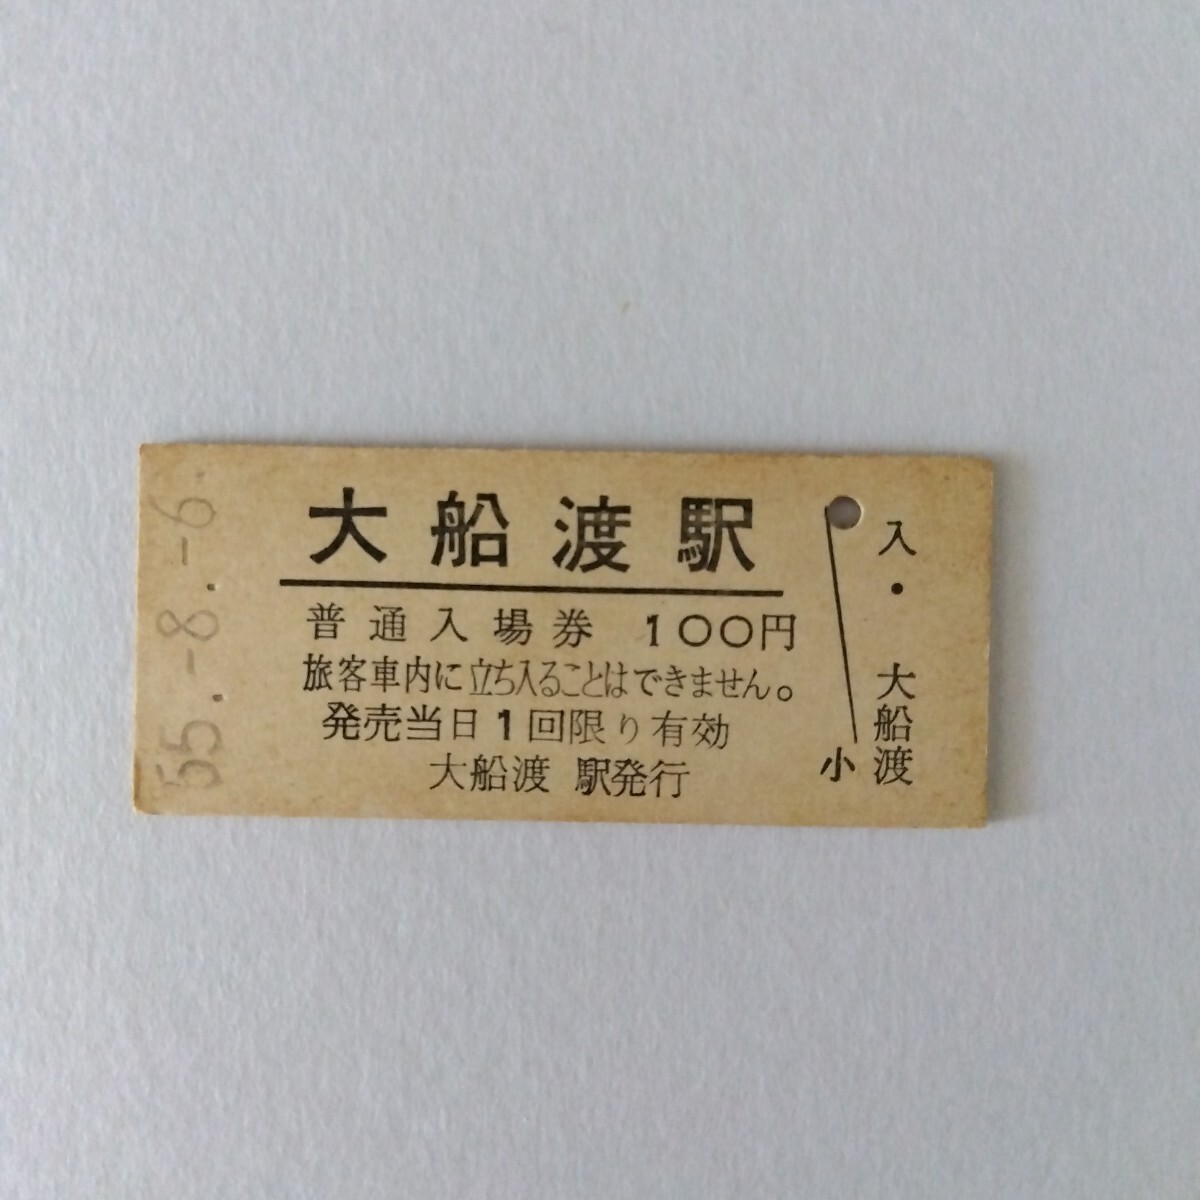 55.-8.-6.
大船渡駅
普通入場券 100円
旅客車内に立ち入ることはできません。
発売当日1回限り有効
大船渡 駅発行
小
入・大船渡